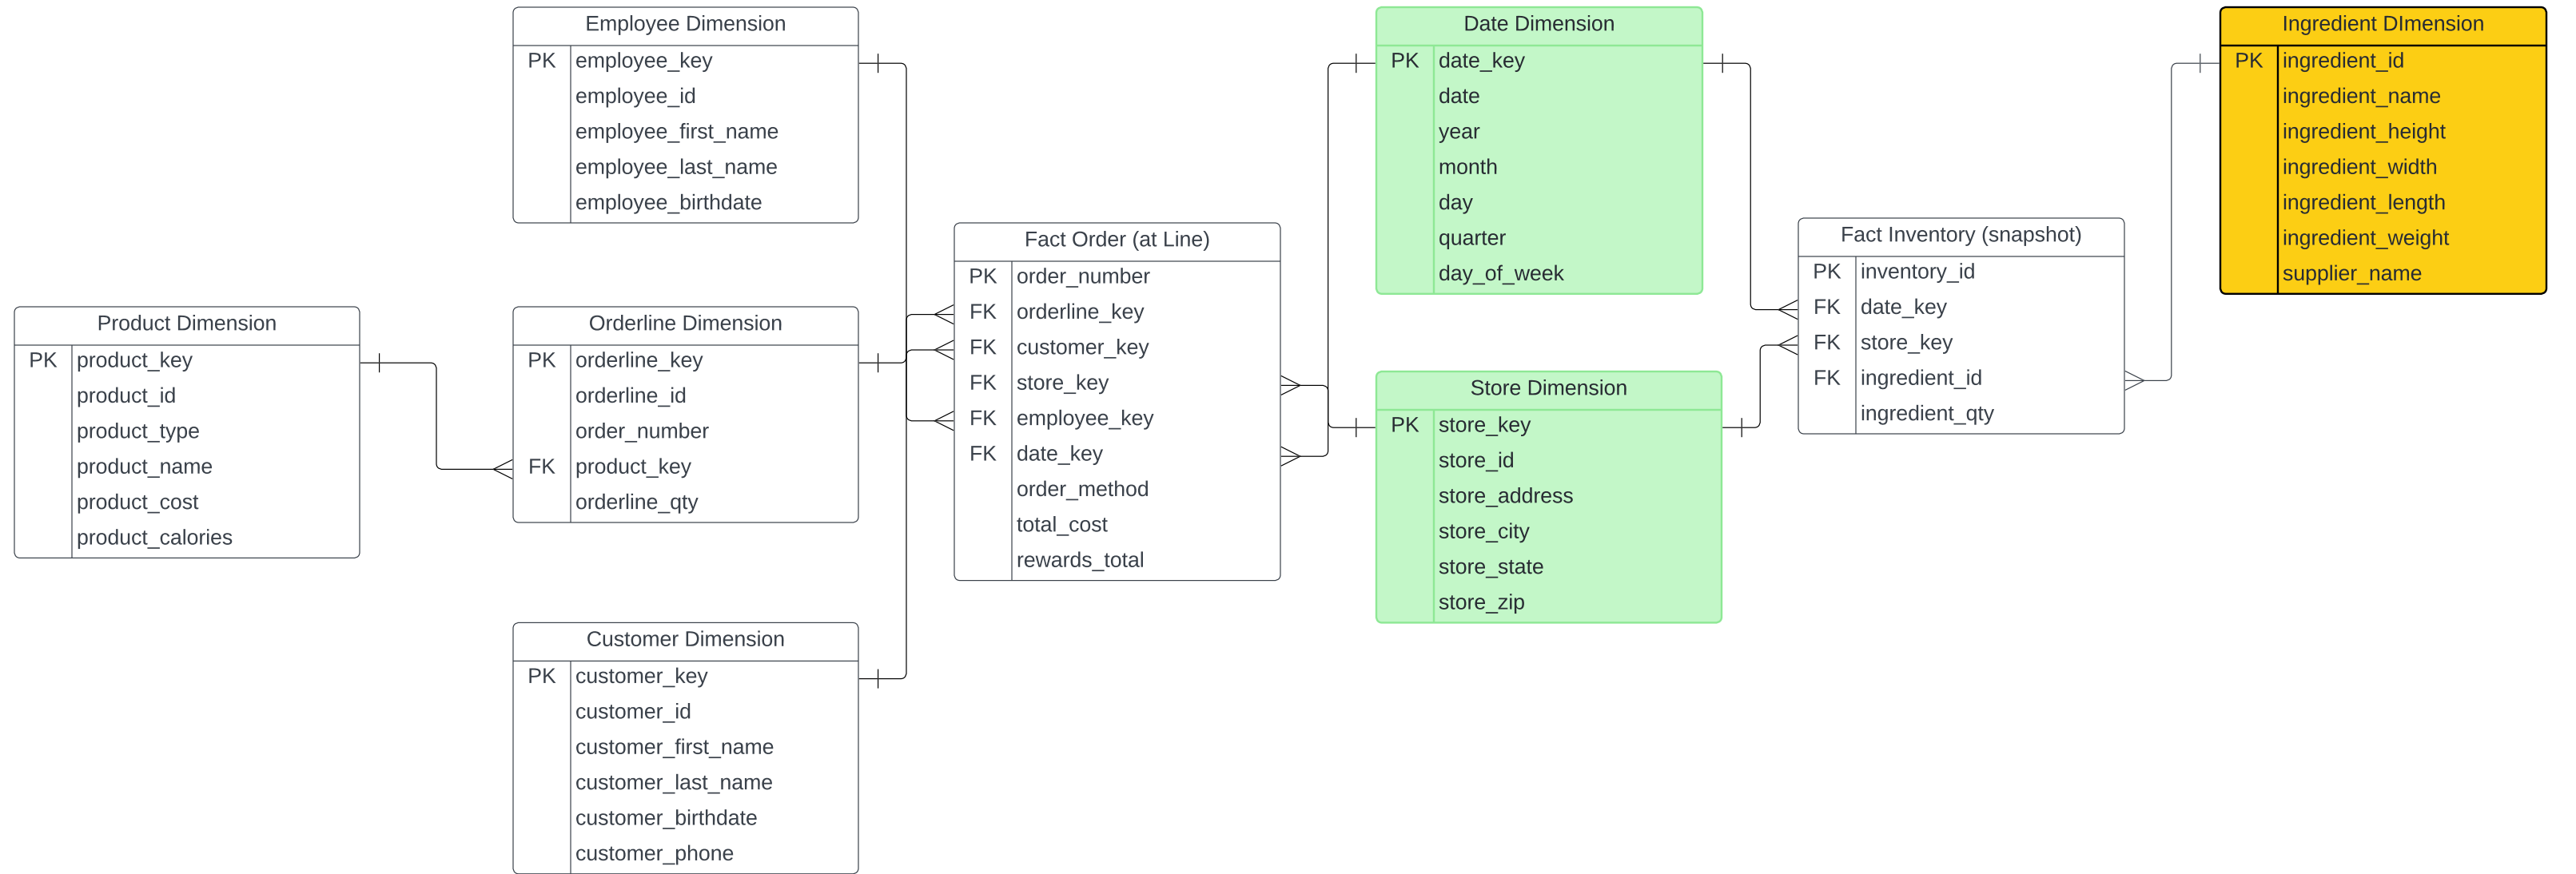 Employee Dimension
PK employee_key
employee_id
employee_first_name
employee_last_name
employee_birthdate
Product Dimension
PK product_key
product_id
product_type
product_name
product_cost
product_calories
Orderline Dimension
PK orderline_key
orderline_id
order_number
FK product_key
orderline_qty
Customer Dimension
PK customer_key
customer_id
customer_first_name
customer_last_name
customer_birthdate
customer_phone
Fact Order (at Line)
PK order_number
FK orderline_key
FK customer_key
FK store_key
FK employee_key
FK date_key
order_method
total_cost
rewards_total
Date Dimension
PK date_key
date
year
month
day
quarter
day_of_week
Store Dimension
PK store_key
store_id
store_address
store_city
store_state
store_zip
Fact Inventory (snapshot)
PK inventory_id
FK date_key
FK store_key
FK ingredient_id
ingredient_qty
Ingredient DImension
PK ingredient_id
ingredient_name
ingredient_height
ingredient_width
ingredient_length
ingredient_weight
supplier_name